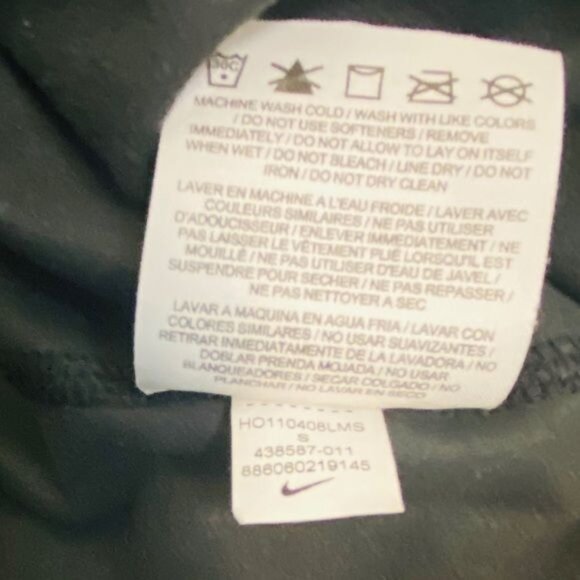 30C
MACHINE WASH COLD / WASH WITH LIKE COLORS
/ DO NOT USE SOFTENERS / REMOVE
IMMEDIATELY / DO NOT ALLOW TO LAY ON ITSELF
WHEN WET / DO NOT BLEACH / LINE DRY / DO NOT
IRON / DO NOT DRY CLEAN
LAVER EN MACHINE A L'EAU FROIDE / LAVER AVEC
COULEURS SIMILAIRES / NE PAS UTILISER
D'ADOUCISSEUR / ENLEVER IMMEDIATEMENT / NE
PAS LAISSER LE VÊTEMENT PLIÉ LORSQU'IL EST
MOUILLÉ / NE PAS UTILISER D'EAU DE JAVEL /
SUSPENDRE POUR SECHER / NE PAS REPASSER /
NE PAS NETTOYER A SEC
LAVAR A MAQUINA EN AGUA FRIA / LAVAR CON
COLORES SIMILARES / NO USAR SUAVIZANTES /
RETIRAR INMEDIATAMENTE DE LA LAVADORA / NO
DOBLAR PRENDA MOJADA / NO USAR
BLANQUEADORES / SECAR COLGADO / NO
PLANCHAR / NO LAVAR EN SECO
HO110408LMS
S
438587-011
888060219145